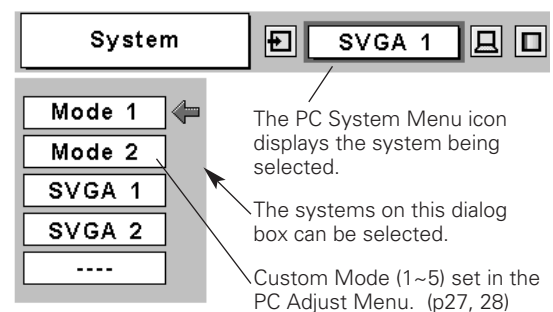 System
SVGA 1
Mode 1
Mode 2
SVGA 1
SVGA 2
----
The PC System Menu icon
displays the system being
selected.
The systems on this dialog
box can be selected.
Custom Mode (1~5) set in the
PC Adjust Menu. (p27, 28)